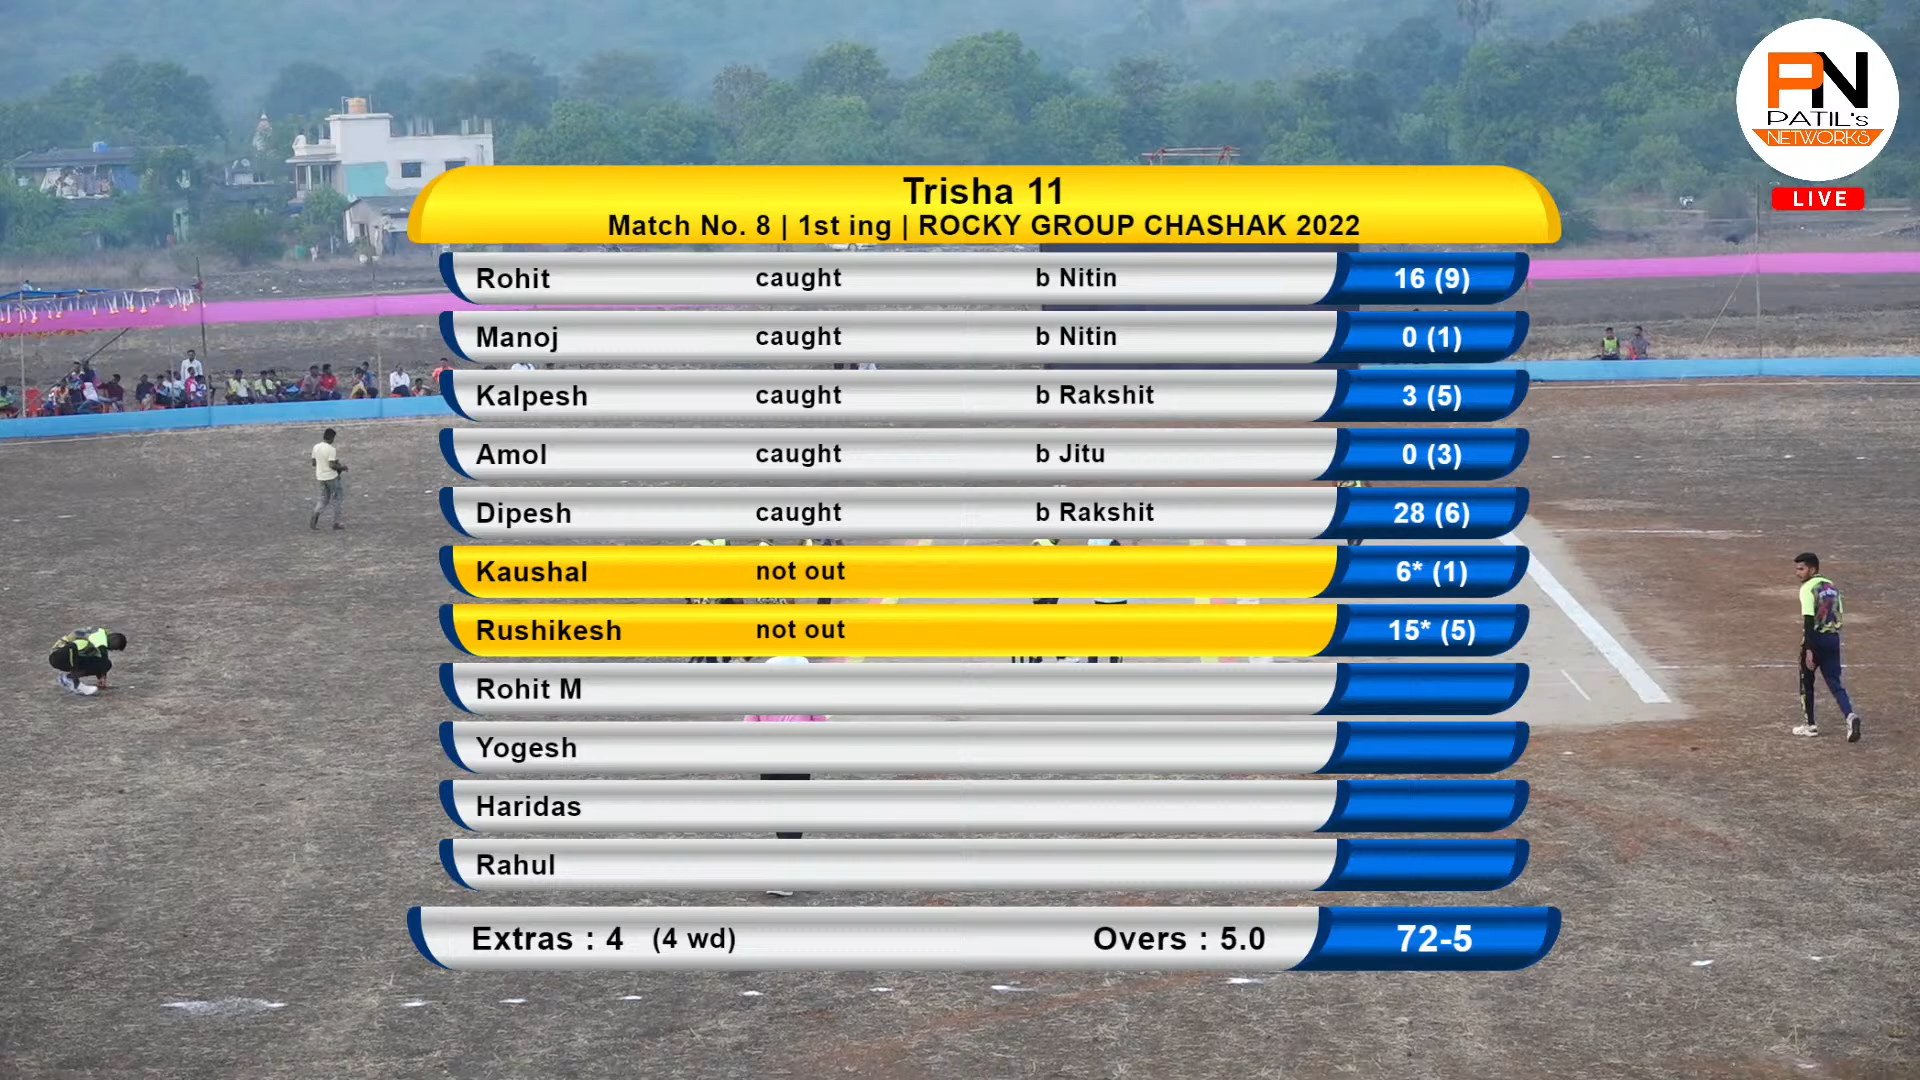 PN
PATIL's
NETWORKS
LIVE
Trisha 11
Match No. 8 | 1st ing | ROCKY GROUP CHASHAK 2022
Rohit caught b Nitin 16 (9)
Manoj caught b Nitin 0 (1)
Kalpesh caught b Rakshit 3 (5)
Amol caught b Jitu 0 (3)
Dipesh caught b Rakshit 28 (6)
Kaushal not out 6* (1)
Rushikesh not out 15* (5)
Rohit M
Yogesh
Haridas
Rahul
Extras : 4 (4 wd) Overs : 5.0 72-5